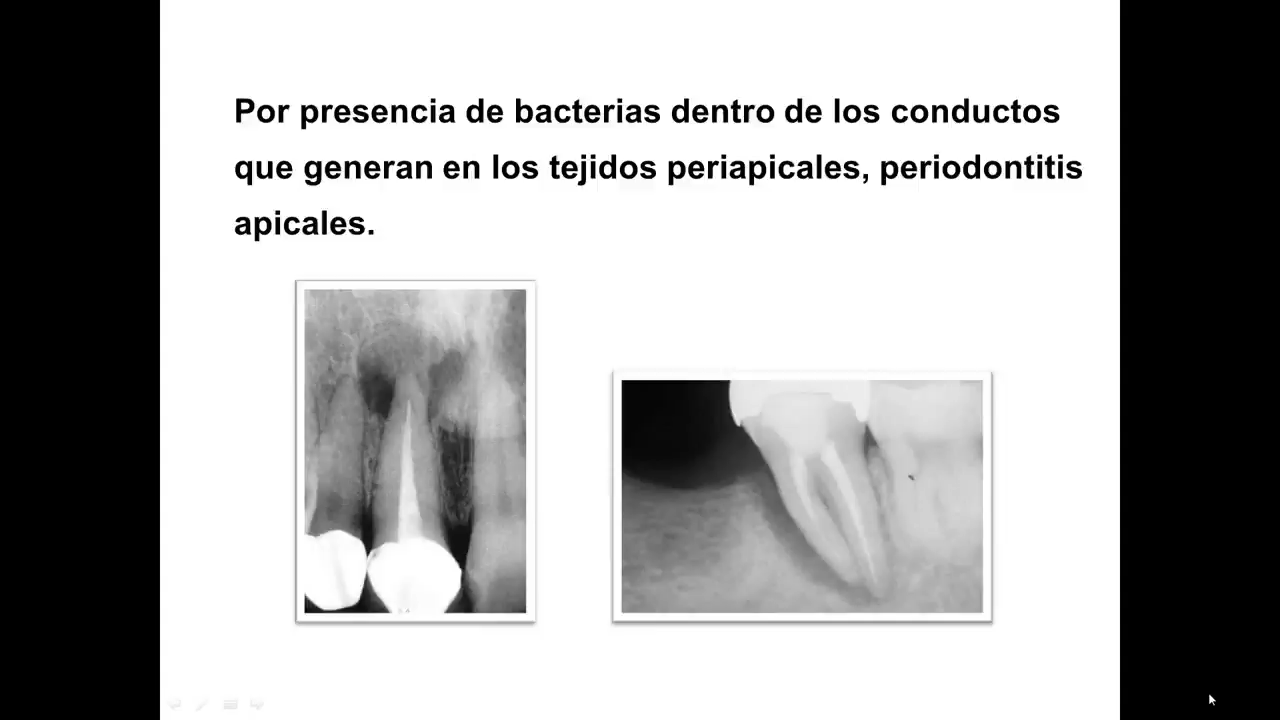 Por presencia de bacterias dentro de los conductos
que generan en los tejidos periapicales, periodontitis
apicales.